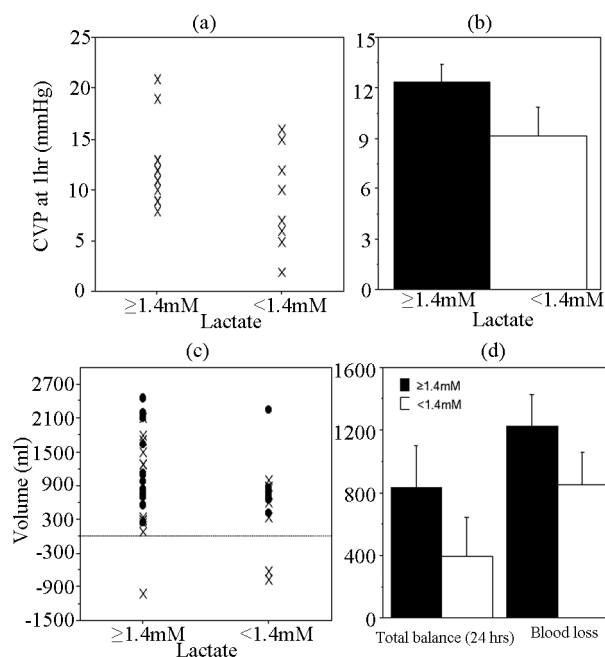 (a)
(b)
CVP at 1hr (mmHg)
25
20
15
10
5
0
≥1.4mM
<1.4mM
Lactate
15
12
9
6
3
0
≥1.4mM
<1.4mM
Lactate
(c)
(d)
Volume (ml)
2700
2100
1500
900
300
-300
-900
-1500
≥1.4mM
<1.4mM
Lactate
1600
1200
800
400
0
≥1.4mM
<1.4mM
Total balance (24 hrs)
Blood loss